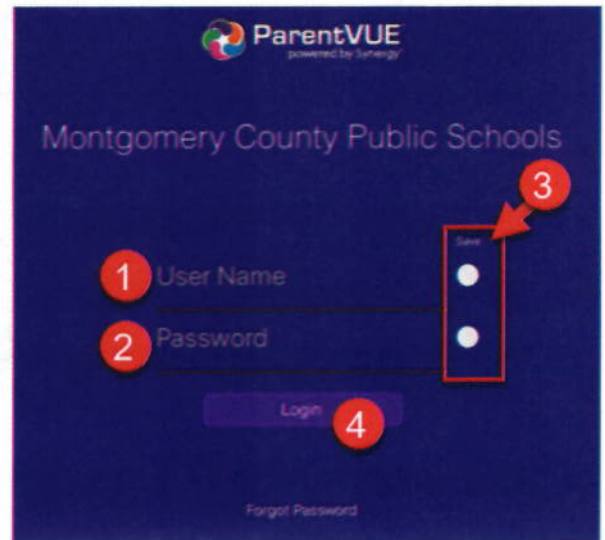 ParentVUE
powered by Synergy
Montgomery County Public Schools
3
Save
1 User Name
2 Password
Login 4
Forgot Password